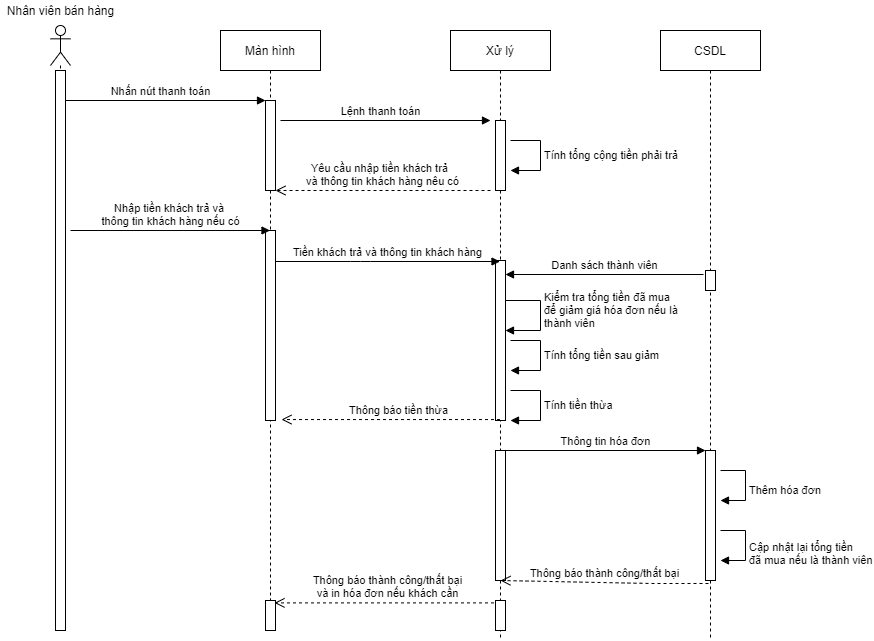 Nhân viên bán hàng
Màn hình
Xử lý
CSDL
Nhấn nút thanh toán
Lệnh thanh toán
Tính tổng cộng tiền phải trả
Yêu cầu nhập tiền khách trả
và thông tin khách hàng nêu có
Nhập tiền khách trả và
thông tin khách hàng nếu có
Tiền khách trả và thông tin khách hàng
Danh sách thành viên
Kiểm tra tổng tiền đã mua
để giảm giá hóa đơn nếu là
thành viên
Tính tổng tiền sau giảm
Tính tiền thừa
Thông báo tiền thừa
Thông tin hóa đơn
Thêm hóa đơn
Cập nhật lại tổng tiền
đã mua nếu là thành viên
Thông báo thành công/thất bại
Thông báo thành công/thất bại
và in hóa đơn nếu khách cần